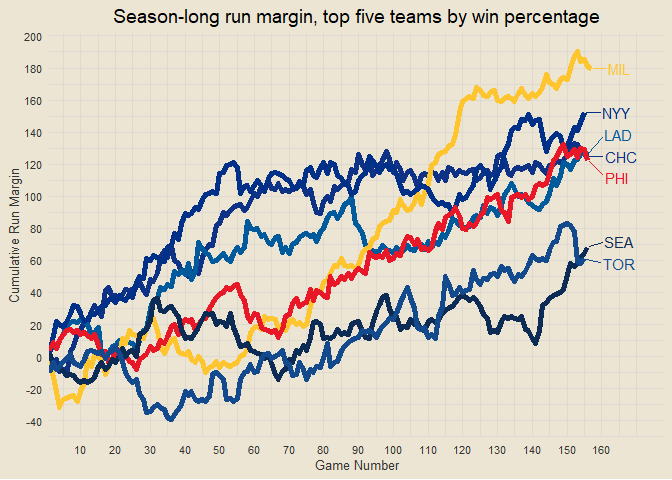 Season-long run margin, top five teams by win percentage
200
180
160
140
120
100
80
60
40
20
0
-20
-40
Cumulative Run Margin
MIL
NYY
LAD
CHC
PHI
SEA
TOR
10 20 30 40 50 60 70 80 90 100 110 120 130 140 150 160
Game Number